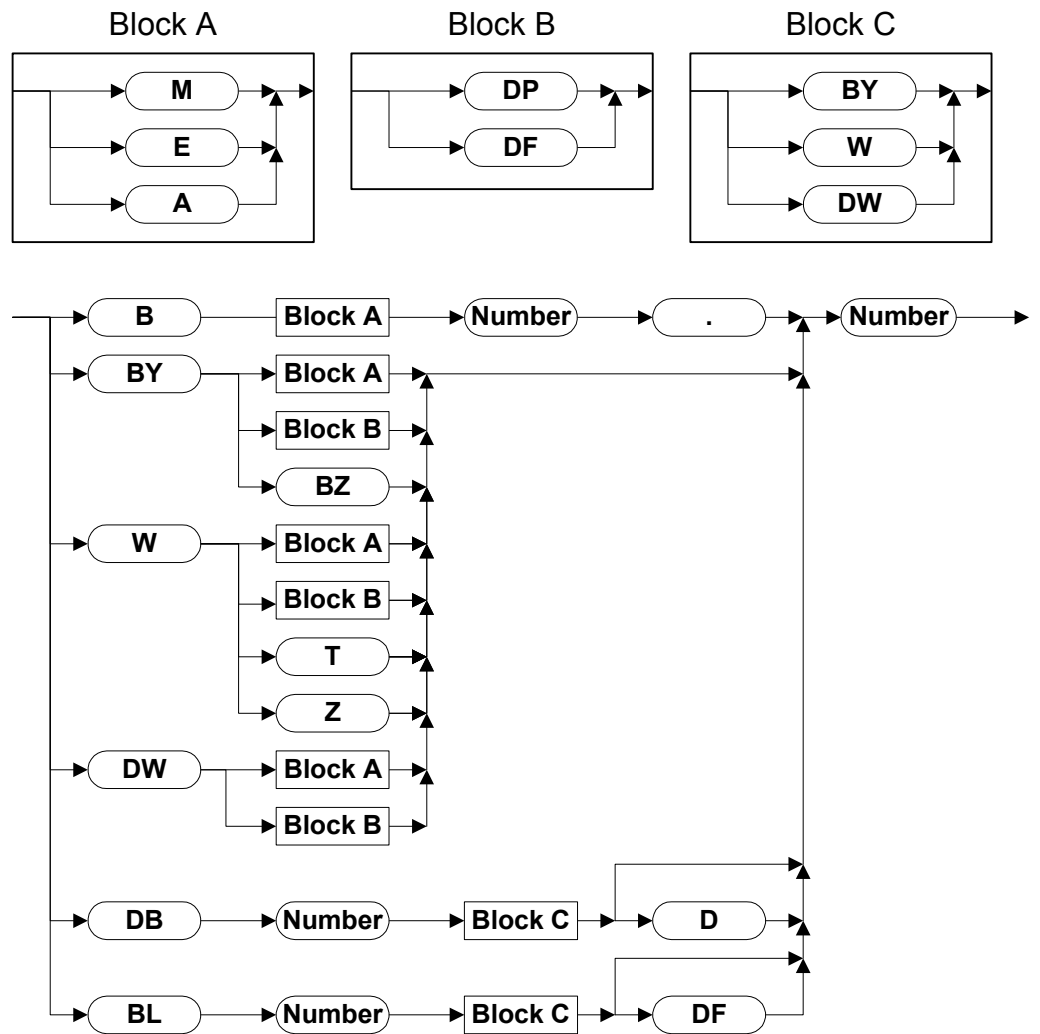 Block A Block B Block C
M DP BY
E DF W
A DW
B Block A Number . Number
BY Block A
Block B
BZ
W Block A
Block B
T
Z
DW Block A
Block B
DB Number Block C D
BL Number Block C DF